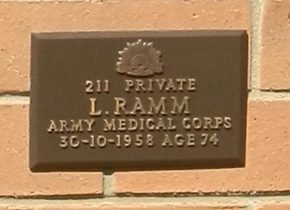 211 PRIVATE
L. RAMM
ARMY MEDICAL CORPS
30-10-1958 AGE 74